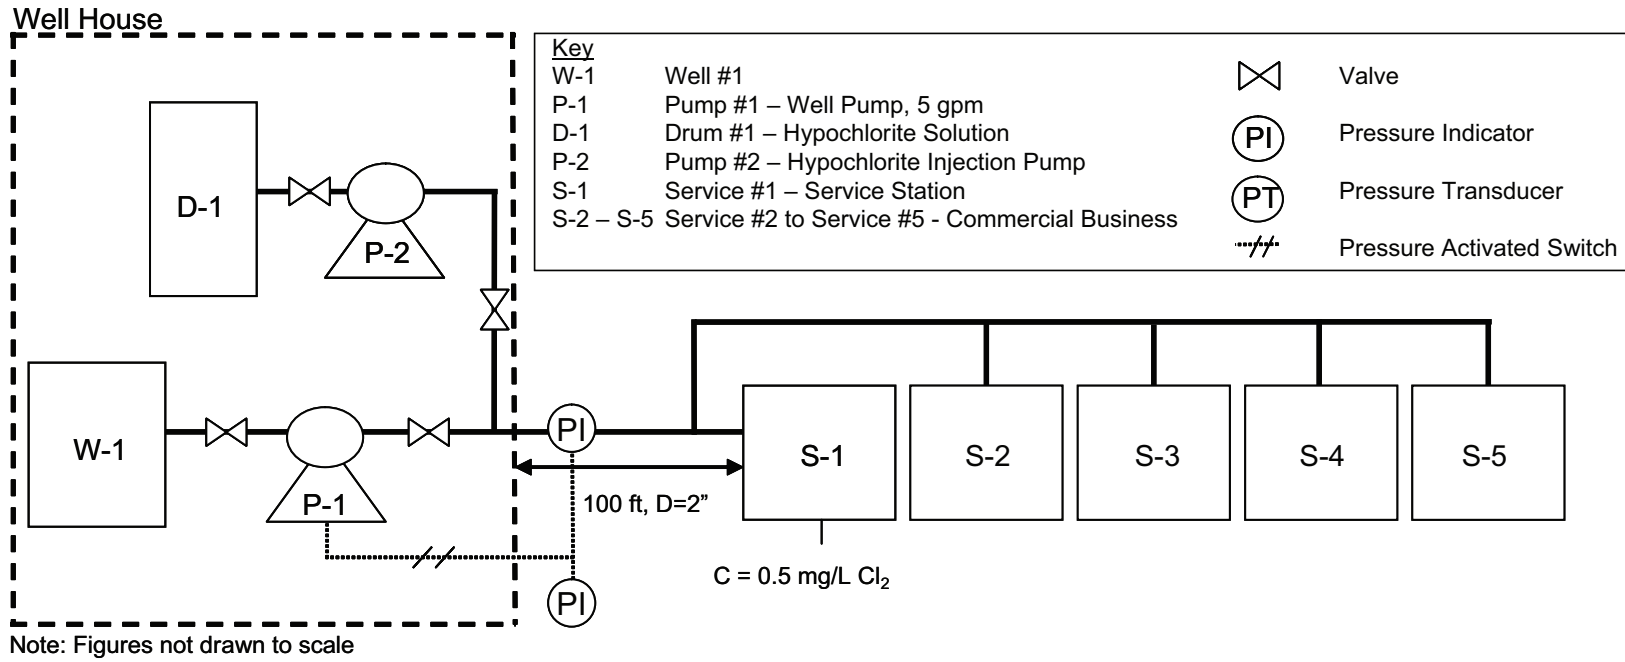 Well House
Key
W-1 Well #1
P-1 Pump #1 – Well Pump, 5 gpm
D-1 Drum #1 – Hypochlorite Solution
P-2 Pump #2 – Hypochlorite Injection Pump
S-1 Service #1 – Service Station
S-2 – S-5 Service #2 to Service #5 - Commercial Business
Valve
PI Pressure Indicator
PT Pressure Transducer
Pressure Activated Switch
D-1
P-2
W-1
P-1
PI
S-1
S-2
S-3
S-4
S-5
100 ft, D=2”
C = 0.5 mg/L Cl₂
PI
Note: Figures not drawn to scale